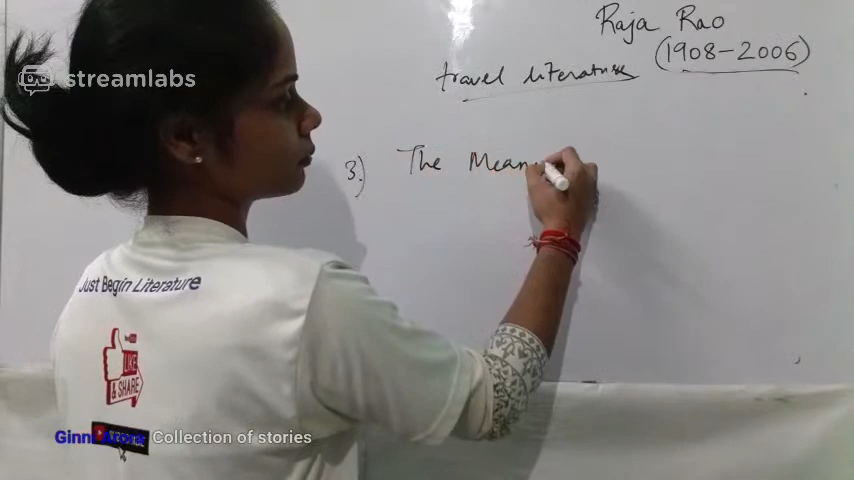 Raja Rao
(1908-2006)
travel literature
streamlabs
3.) The Mean
Just Begin Literature
LIKE
& SHARE
Collection of stories